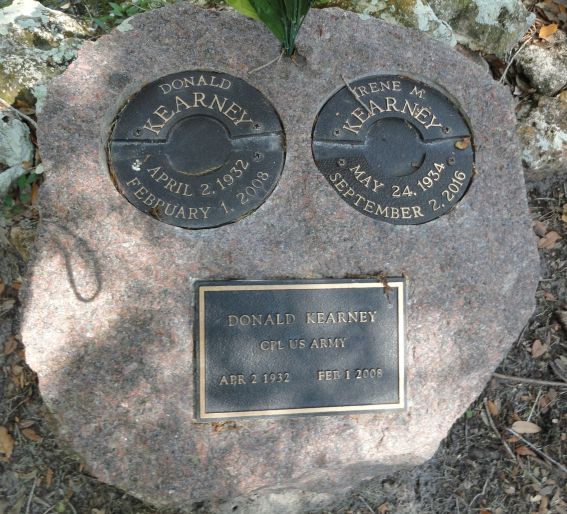 DONALD
KEARNEY
APRIL 2, 1932
FEBRUARY 1, 2008
IRENE M.
KEARNEY
MAY 24, 1934
SEPTEMBER 2, 2016
DONALD KEARNEY
CPL US ARMY
APR 2 1932 FEB 1 2008